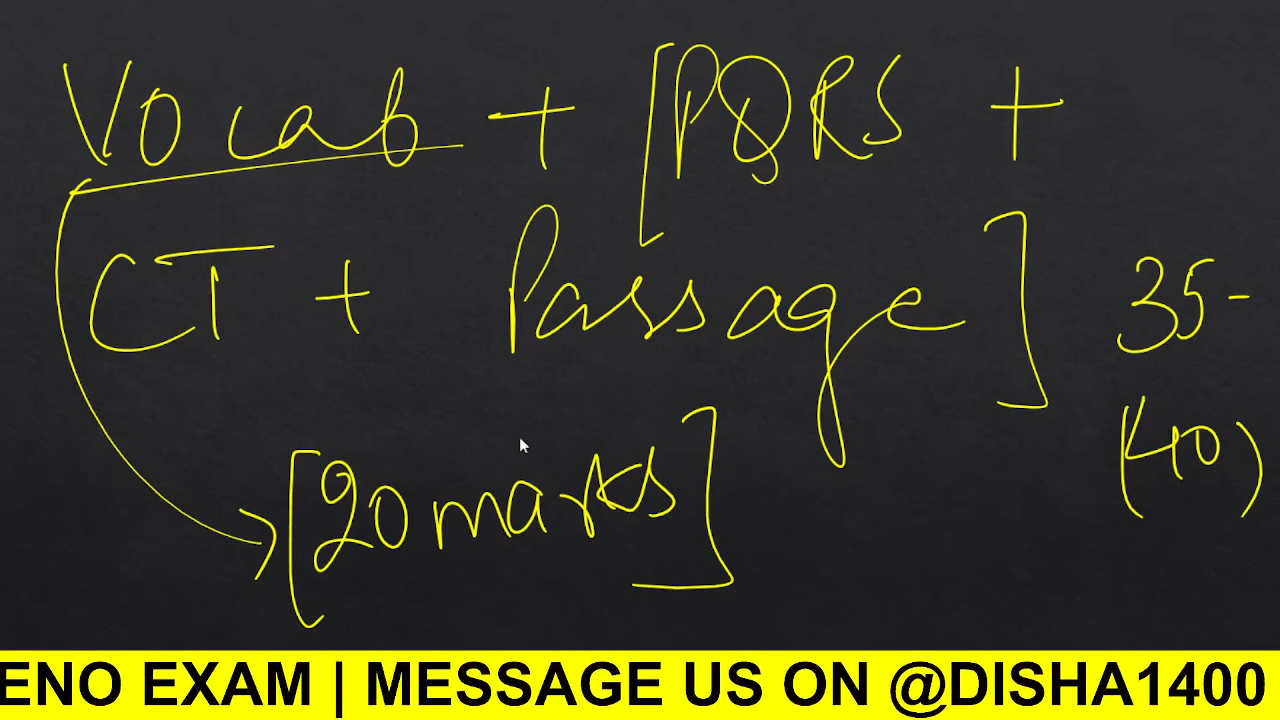 Vocab + [PQRS +
CT + Passage] 35-
(40)
[20 marks]
ENO EXAM | MESSAGE US ON @DISHA1400